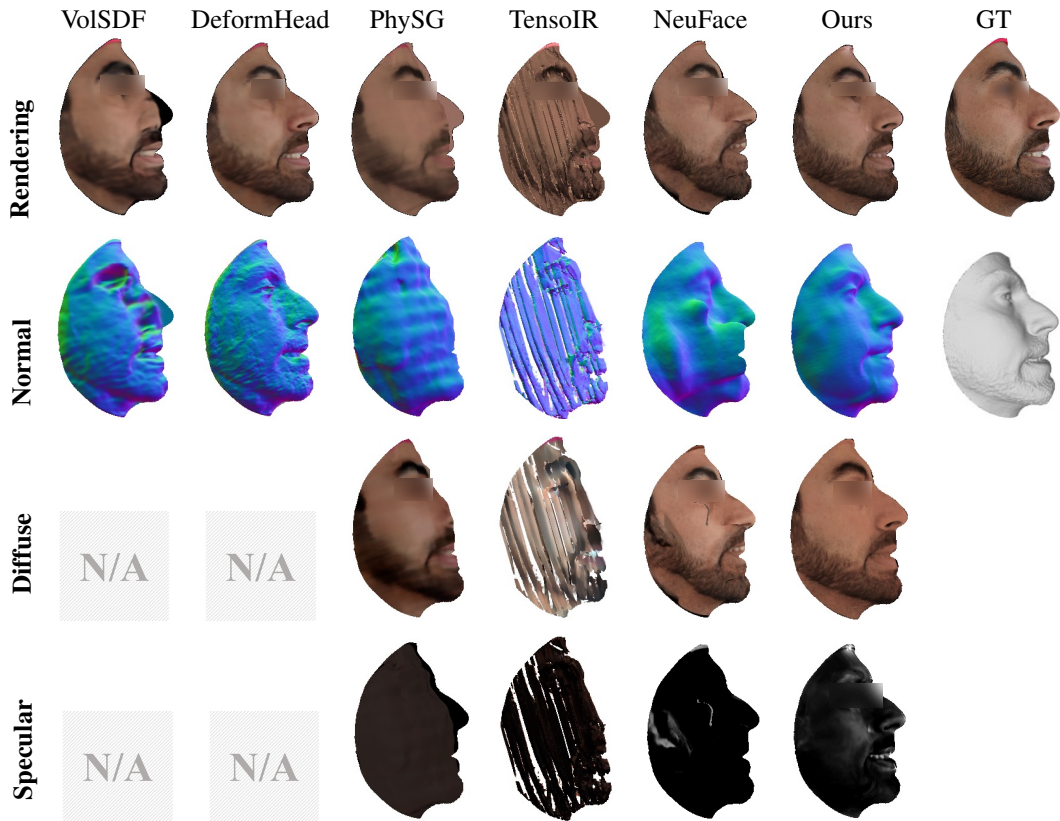 VolSDF DeformHead PhySG TensoIR NeuFace Ours GT
Rendering
Normal
Diffuse
N/A N/A
Specular
N/A N/A